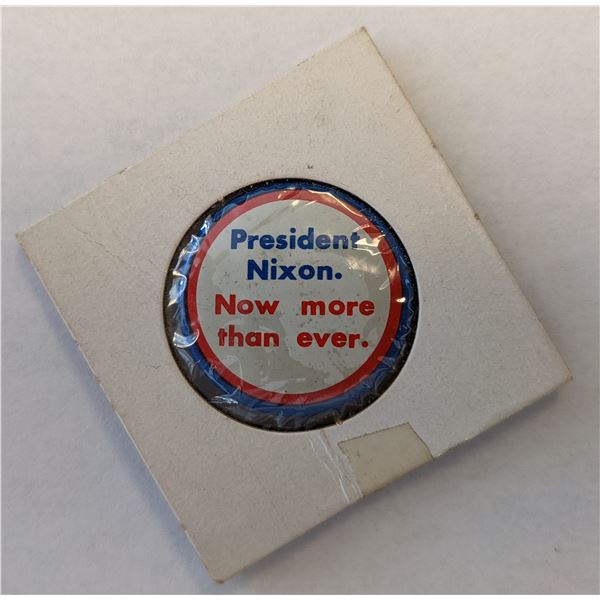 President
Nixon.
Now more
than ever.